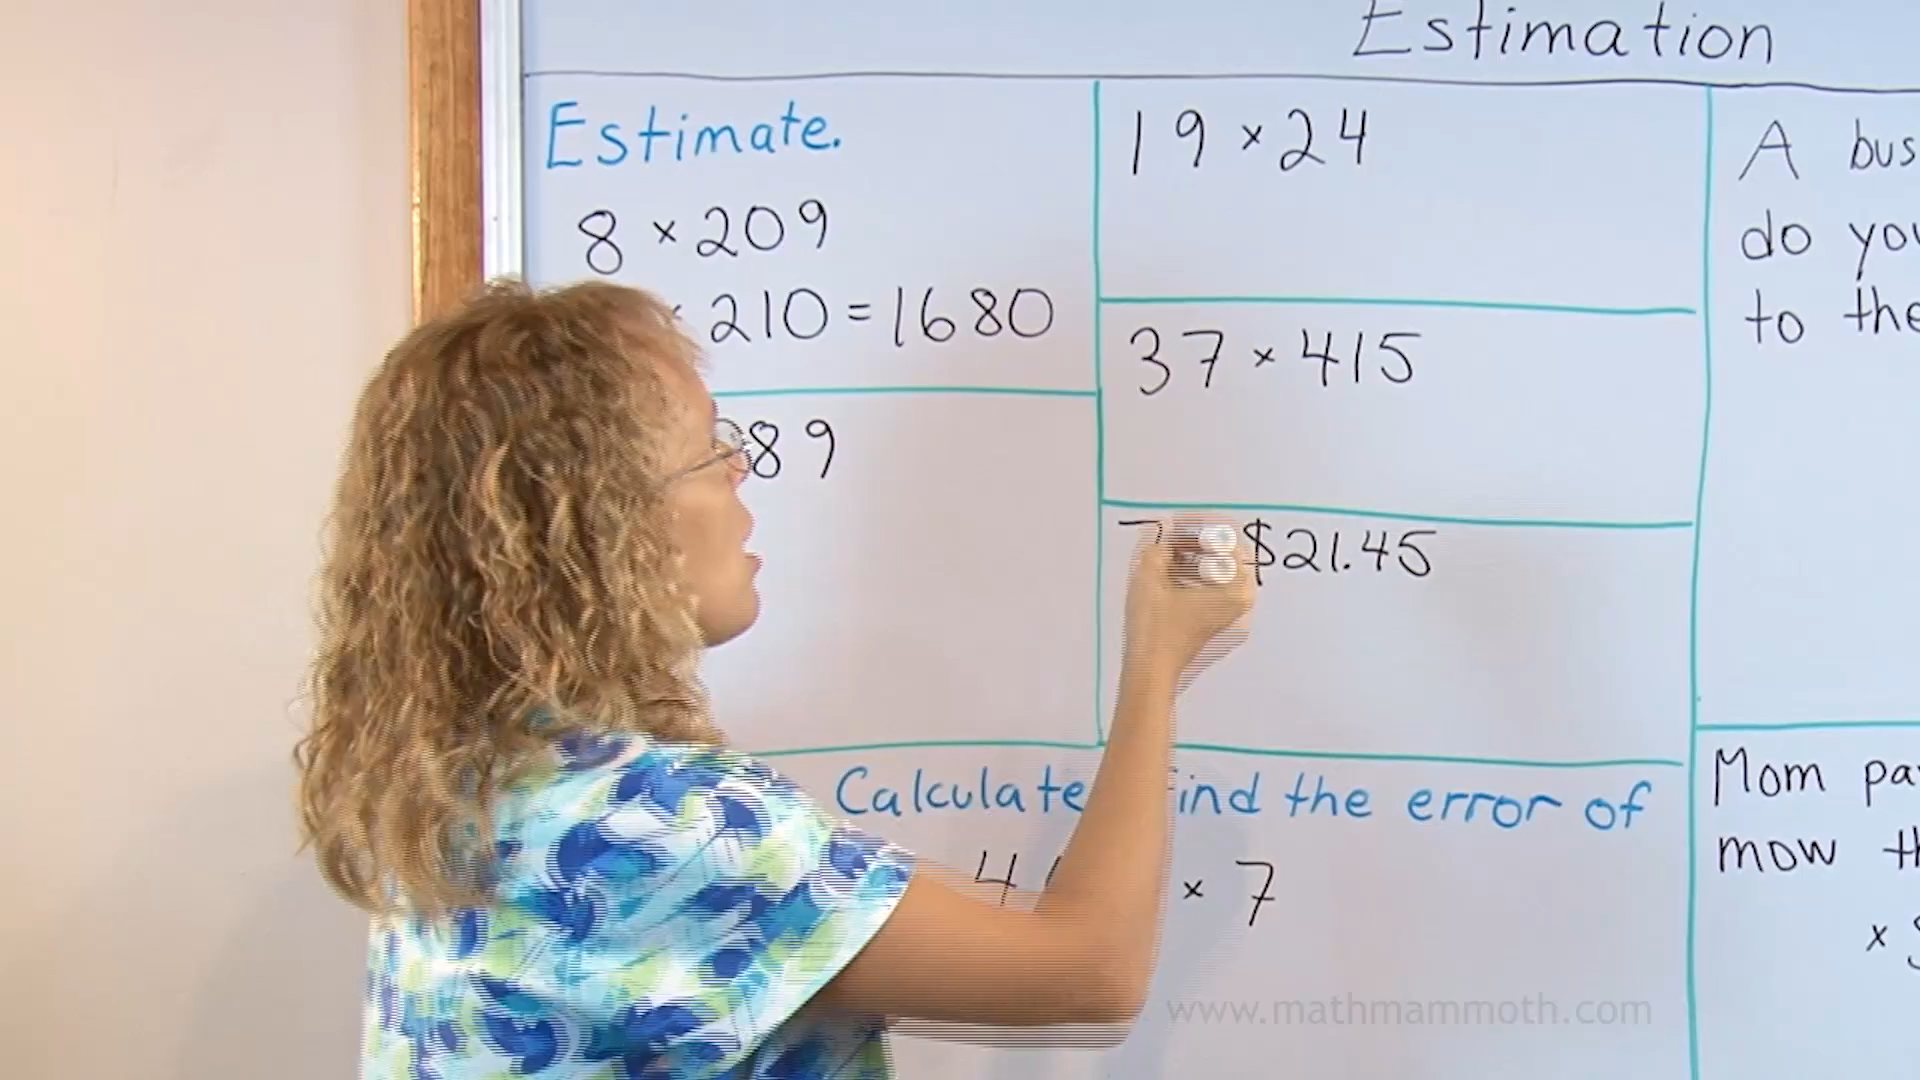 Estimation
Estimate.
8 × 209
× 210 = 1680
89
19 × 24
37 × 415
$21.45
Calculate
find the error of
× 7
A bus
do you
to the
Mom pay
mow th
× $
www.mathmammoth.com